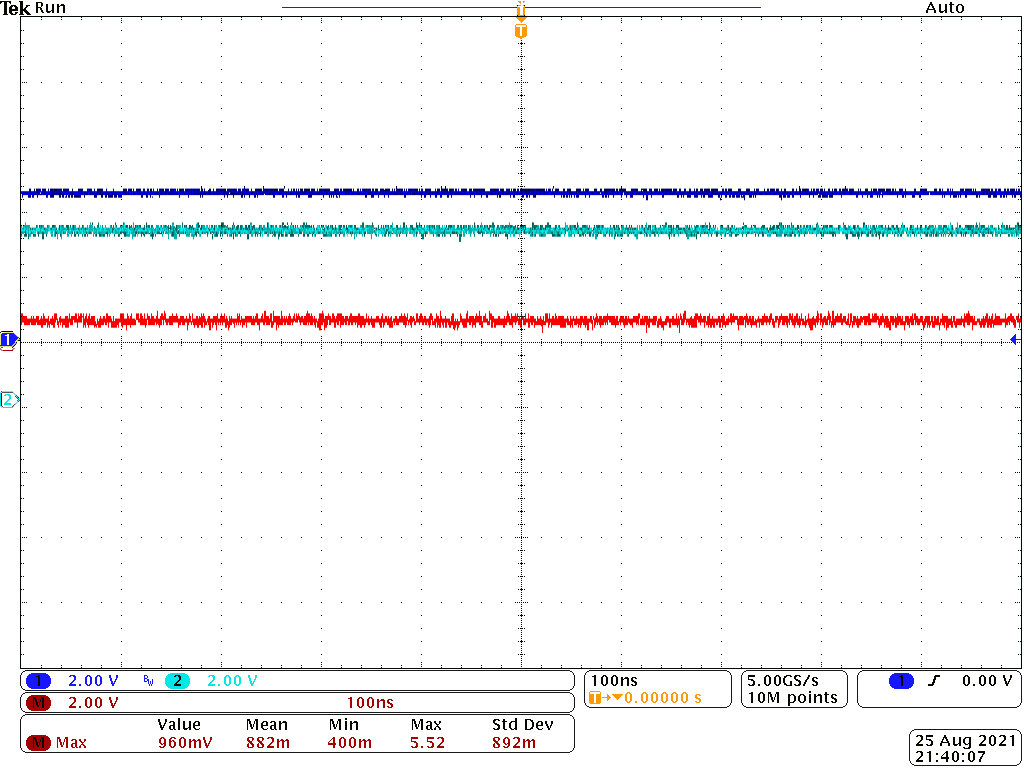 Tek Run Auto
T
T
1
2
1 2.00 V BW 2 2.00 V
M 2.00 V 100ns
Value Mean Min Max Std Dev
M Max 960mV 882m 400m 5.52 892m
100ns
T→▼0.00000 s
5.00GS/s
10M points
1 0.00 V
25 Aug 2021
21:40:07